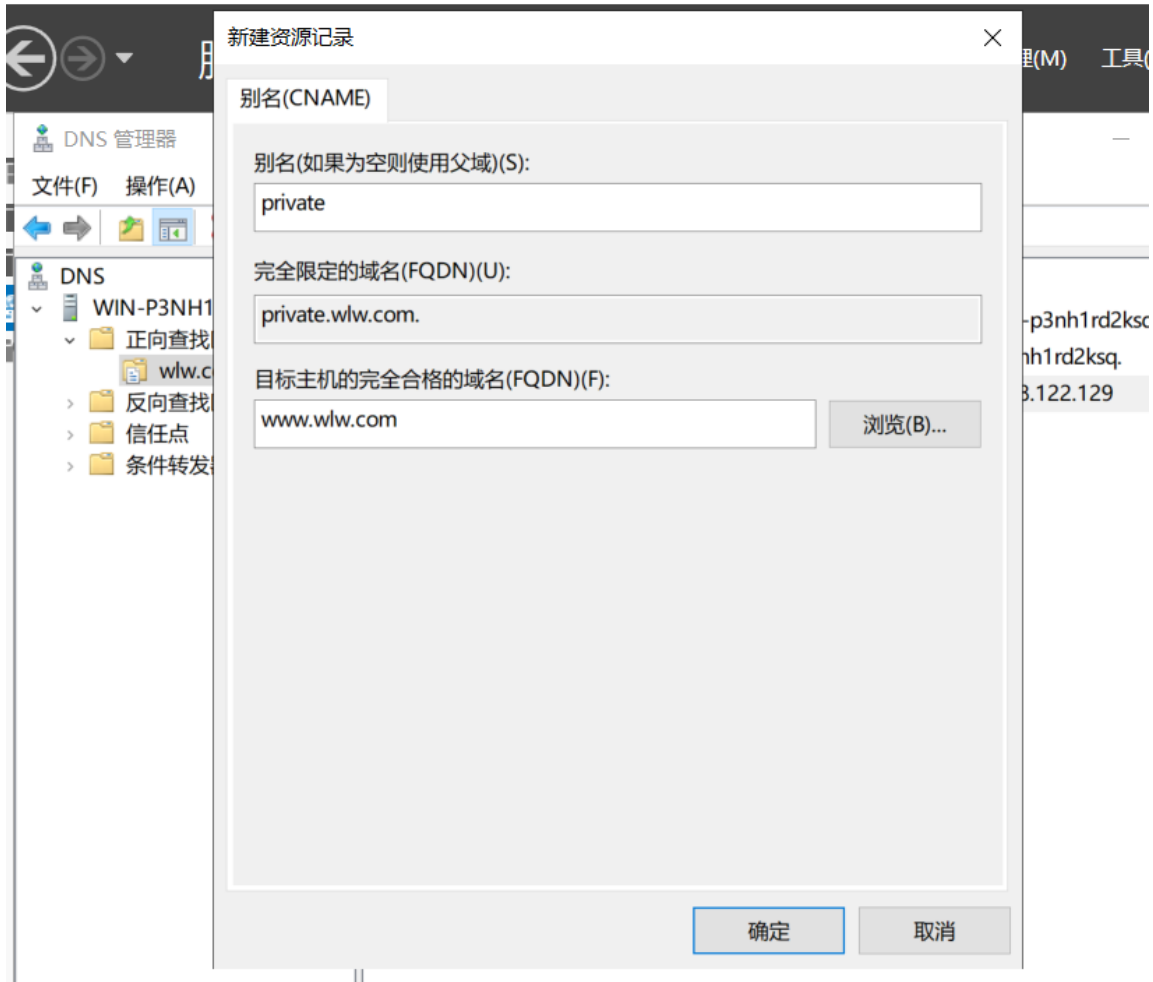 新建资源记录
理(M) 工具(
别名(CNAME)
DNS 管理器
别名(如果为空则使用父域)(S):
文件(F) 操作(A)
private
完全限定的域名(FQDN)(U):
DNS
WIN-P3NH1
private.wlw.com.
-p3nh1rd2ksq
正向查找
nh1rd2ksq.
wlw.c
目标主机的完全合格的域名(FQDN)(F):
反向查找
3.122.129
www.wlw.com
浏览(B)...
信任点
条件转发
确定 取消